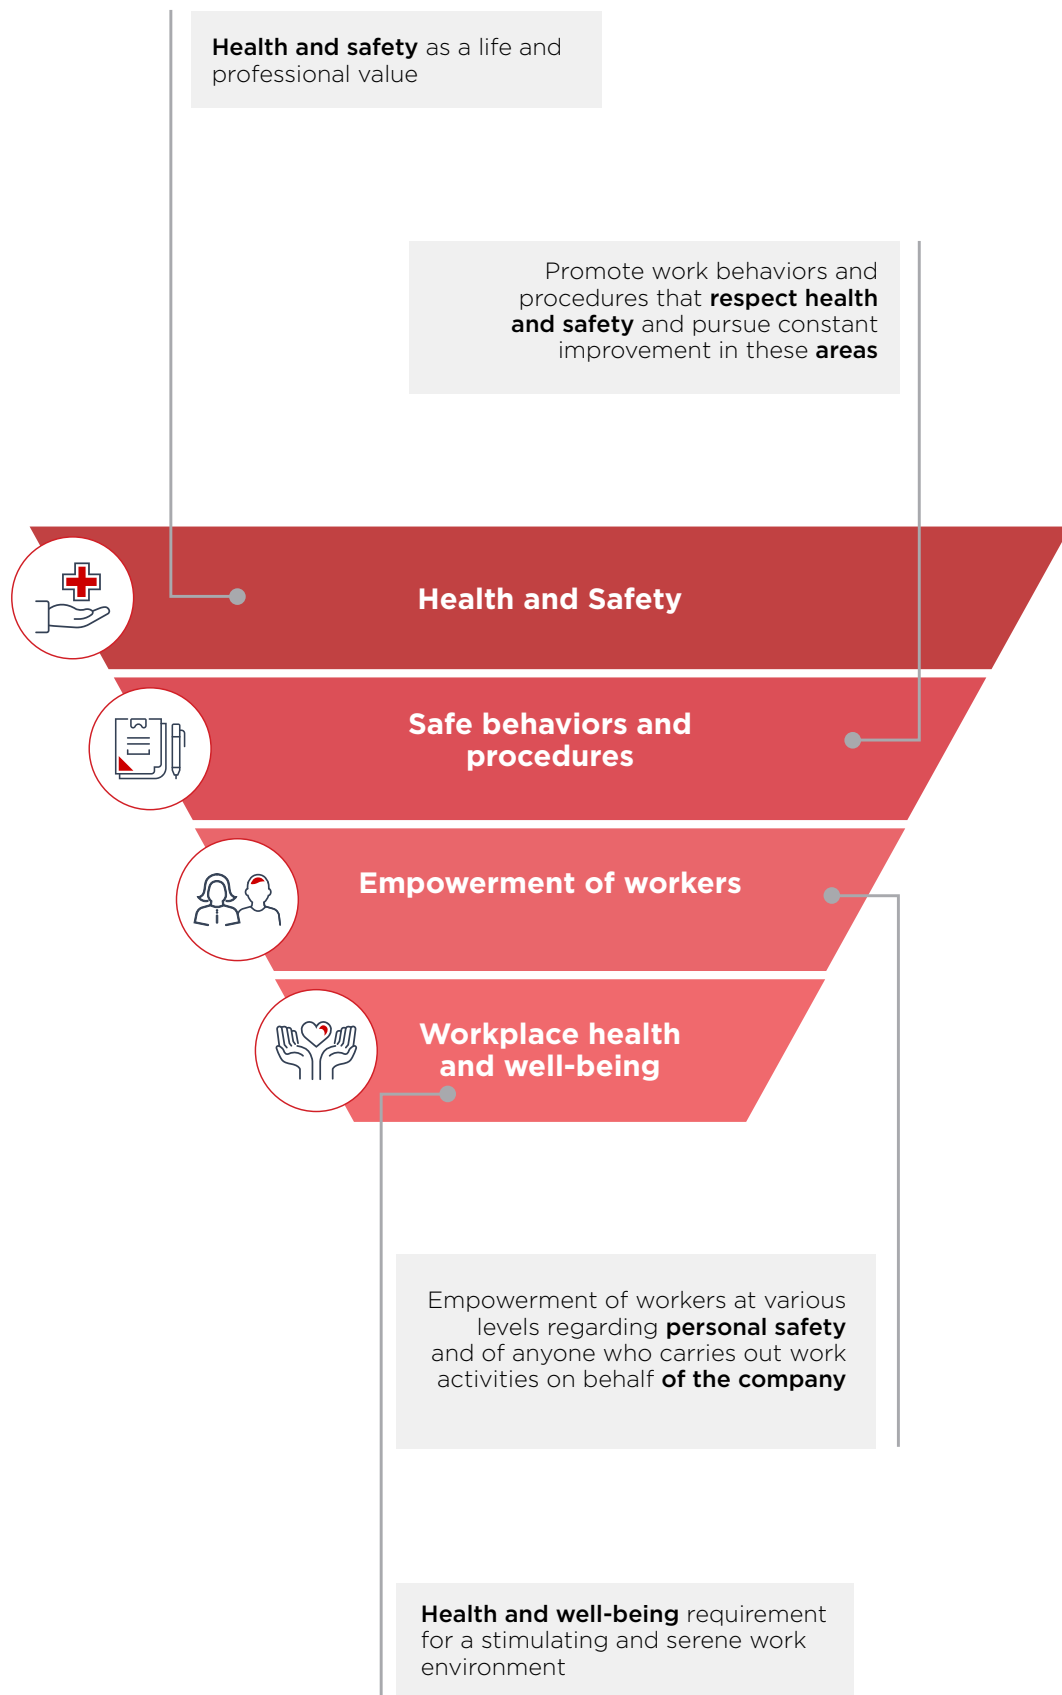 Health and safety as a life and
professional value
Promote work behaviors and
procedures that respect health
and safety and pursue constant
improvement in these areas
Health and Safety
Safe behaviors and
procedures
Empowerment of workers
Workplace health
and well-being
Empowerment of workers at various
levels regarding personal safety
and of anyone who carries out work
activities on behalf of the company
Health and well-being requirement
for a stimulating and serene work
environment